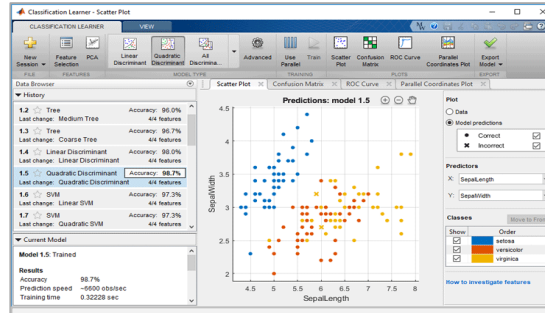 Classification Learner - Scatter Plot
CLASSIFICATION LEARNER
VIEW
New Session
Feature Selection
PCA
Linear Discriminant
Quadratic Discriminant
All Discrimina...
Advanced
Use Parallel
Train
Scatter Plot
Confusion Matrix
ROC Curve
Parallel Coordinates Plot
Export Model
FILE
FEATURES
MODEL TYPE
TRAINING
PLOTS
EXPORT
Data Browser
History
1.2 Tree Accuracy: 96.0%
Last change: Medium Tree 4/4 features
1.3 Tree Accuracy: 96.7%
Last change: Coarse Tree 4/4 features
1.4 Linear Discriminant Accuracy: 98.0%
Last change: Linear Discriminant 4/4 features
1.5 Quadratic Discriminant Accuracy: 98.7%
Last change: Quadratic Discriminant 4/4 features
1.6 SVM Accuracy: 97.3%
Last change: Linear SVM 4/4 features
1.7 SVM Accuracy: 97.3%
Last change: Quadratic SVM 4/4 features
Current Model
Model 1.5: Trained
Results
Accuracy 98.7%
Prediction speed ~6600 obs/sec
Training time 0.32228 sec
Scatter Plot
Confusion Matrix
ROC Curve
Parallel Coordinates Plot
Predictions: model 1.5
4.5
4
3.5
3
2.5
2
SepalWidth
4.5 5 5.5 6 6.5 7 7.5 8
SepalLength
Plot
Data
Model predictions
Correct
Incorrect
Predictors
X: SepalLength
Y: SepalWidth
Classes
Move to Front
Show Order
setosa
versicolor
virginica
How to investigate features